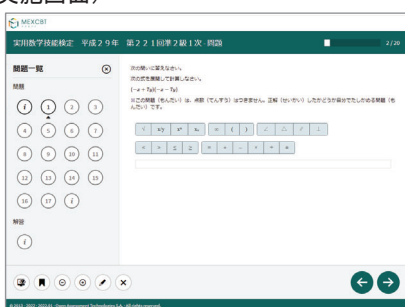 実施画面）
MEXCBT
実用数学技能検定 平成２９年 第２２１回準２級１次-問題
2/20
問題一覧
問題
i 1 2 3
4 5 6 7
8 9 10 11
12 13 14 15
16 17 i
解答
i
次の問いに答えなさい。
次の式を展開して計算しなさい。
(-x + 7y)(-x - 7y)
※この問題（もんだい）は、点数（てんすう）はつきません。正解（せいかい）したかどうか自分でたしかめる問題（もんだい）です。